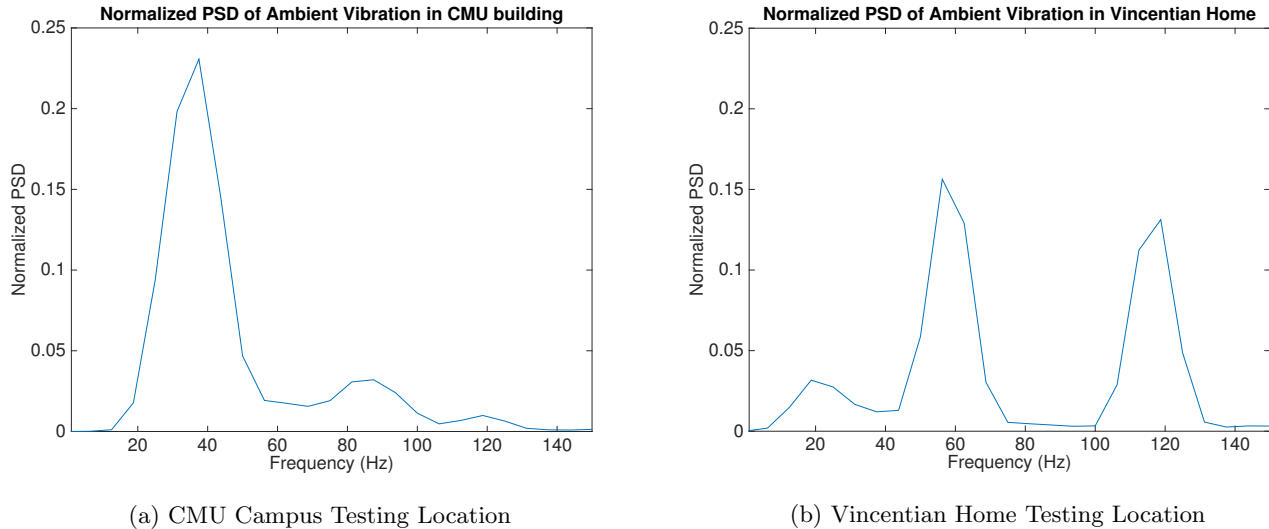 Normalized PSD of Ambient Vibration in CMU building
0.25
0.2
0.15
0.1
0.05
0
Normalized PSD
20 40 60 80 100 120 140
Frequency (Hz)
(a) CMU Campus Testing Location
Normalized PSD of Ambient Vibration in Vincentian Home
0.25
0.2
0.15
0.1
0.05
0
Normalized PSD
20 40 60 80 100 120 140
Frequency (Hz)
(b) Vincentian Home Testing Location